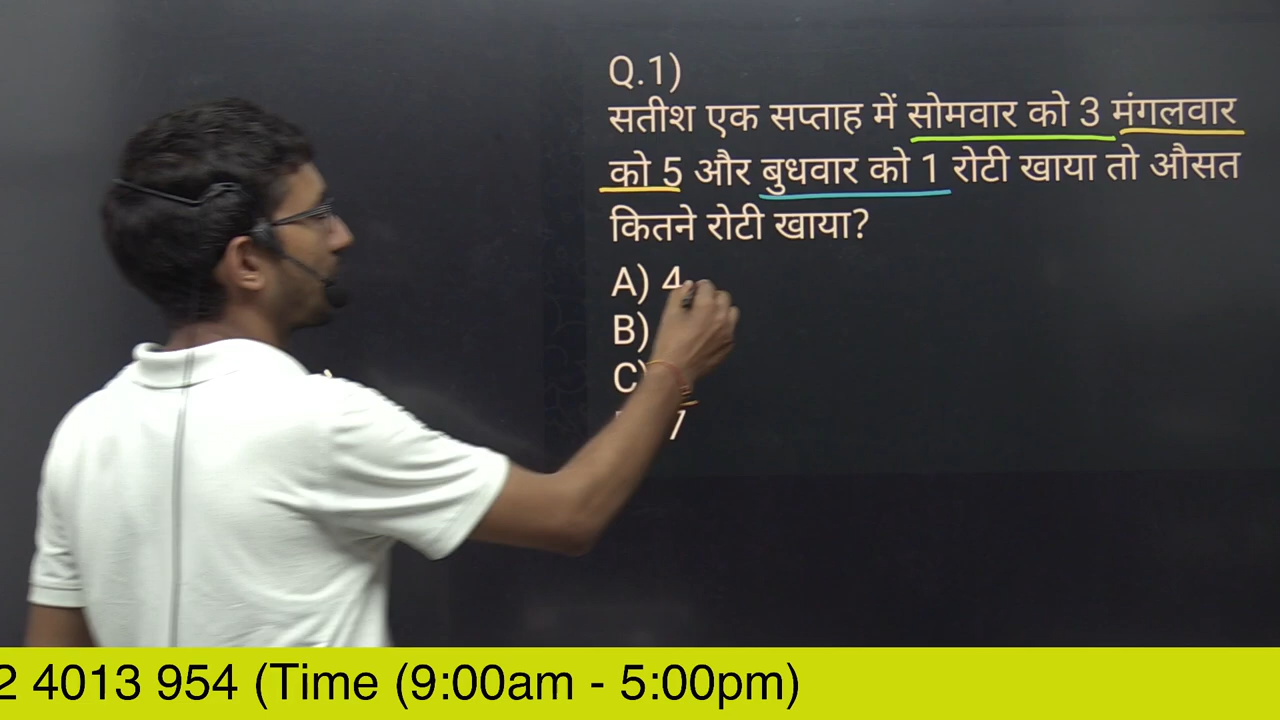 Q.1)
सतीश एक सप्ताह में सोमवार को 3 मंगलवार
को 5 और बुधवार को 1 रोटी खाया तो औसत
कितने रोटी खाया?
A) 4
B)
C)
2 4013 954 (Time (9:00am - 5:00pm)